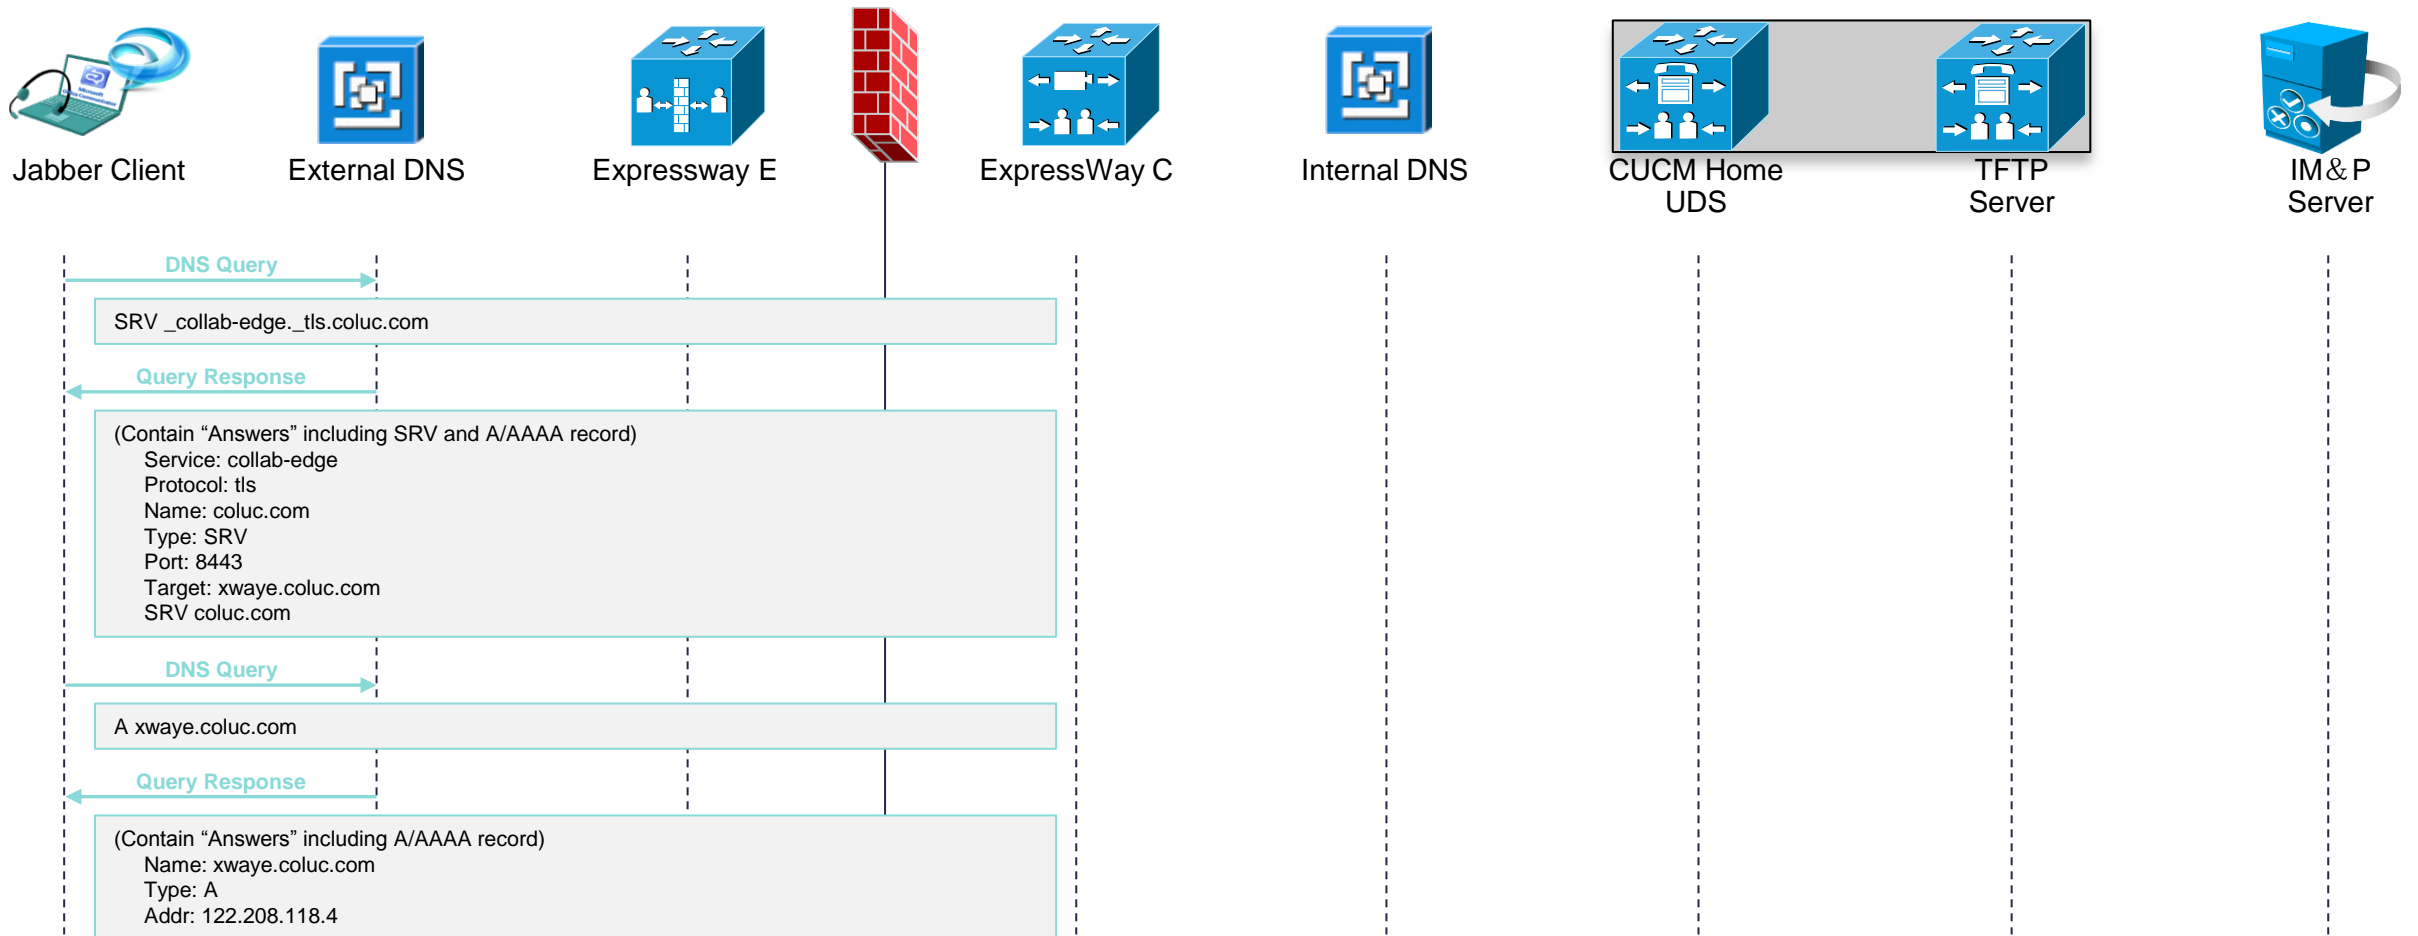 Microsoft
Office Communicator
Jabber Client
External DNS
Expressway E
ExpressWay C
Internal DNS
CUCM Home
UDS
TFTP
Server
IM&P
Server
DNS Query
SRV _collab-edge._tls.coluc.com
Query Response
(Contain “Answers” including SRV and A/AAAA record)
Service: collab-edge
Protocol: tls
Name: coluc.com
Type: SRV
Port: 8443
Target: xwaye.coluc.com
SRV coluc.com
DNS Query
A xwaye.coluc.com
Query Response
(Contain “Answers” including A/AAAA record)
Name: xwaye.coluc.com
Type: A
Addr: 122.208.118.4